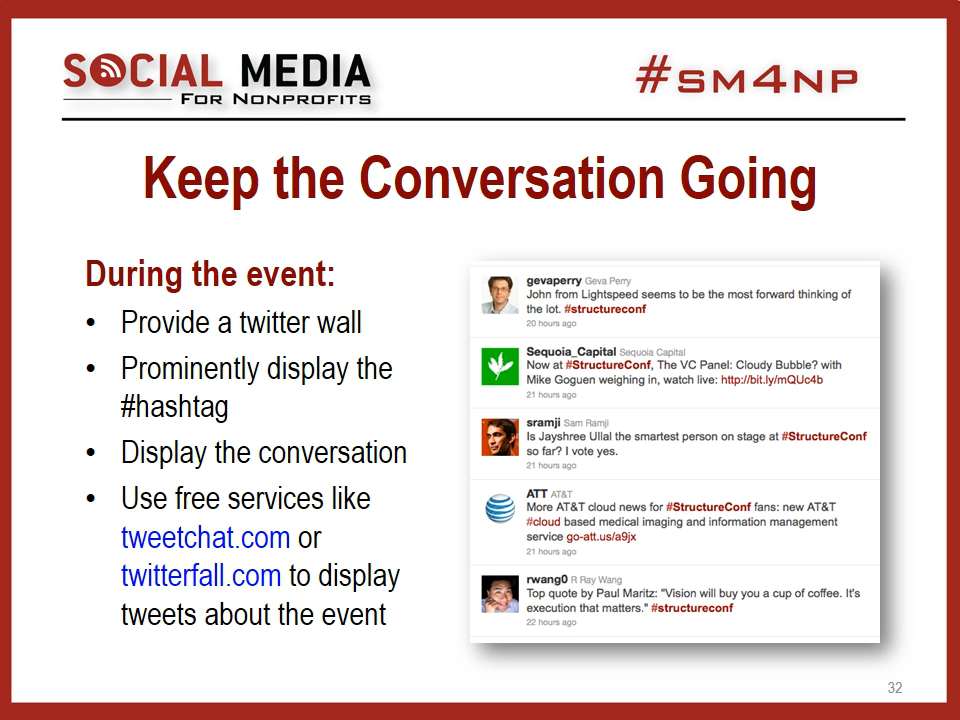 SOCIAL MEDIA
FOR NONPROFITS
#SM4NP
Keep the Conversation Going
During the event:
• Provide a twitter wall
• Prominently display the
#hashtag
• Display the conversation
• Use free services like
tweetchat.com or
twitterfall.com to display
tweets about the event
gevaperry Geva Perry
John from Lightspeed seems to be the most forward thinking of
the lot. #structureconf
20 hours ago
Sequoia_Capital Sequoia Capital
Now at #StructureConf, The VC Panel: Cloudy Bubble? with
Mike Goguen weighing in, watch live: http://bit.ly/mQUc4b
21 hours ago
sramji Sam Ramji
Is Jayshree Ullal the smartest person on stage at #StructureConf
so far? I vote yes.
21 hours ago
ATT AT&T
More AT&T cloud news for #StructureConf fans: new AT&T
#cloud based medical imaging and information management
service go-att.us/a9jx
21 hours ago
rwang0 R Ray Wang
Top quote by Paul Maritz: "Vision will buy you a cup of coffee. It's
execution that matters." #structureconf
22 hours ago
32